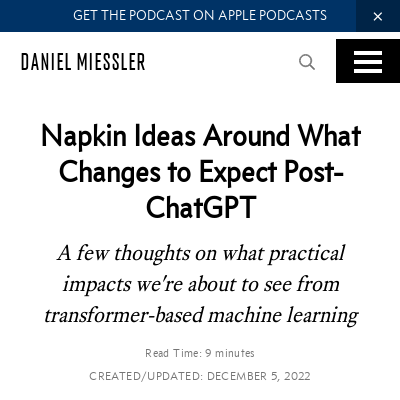 GET THE PODCAST ON APPLE PODCASTS ×
DANIEL MIESSLER
Napkin Ideas Around What
Changes to Expect Post-
ChatGPT
A few thoughts on what practical
impacts we're about to see from
transformer-based machine learning
Read Time: 9 minutes
CREATED/UPDATED: DECEMBER 5, 2022